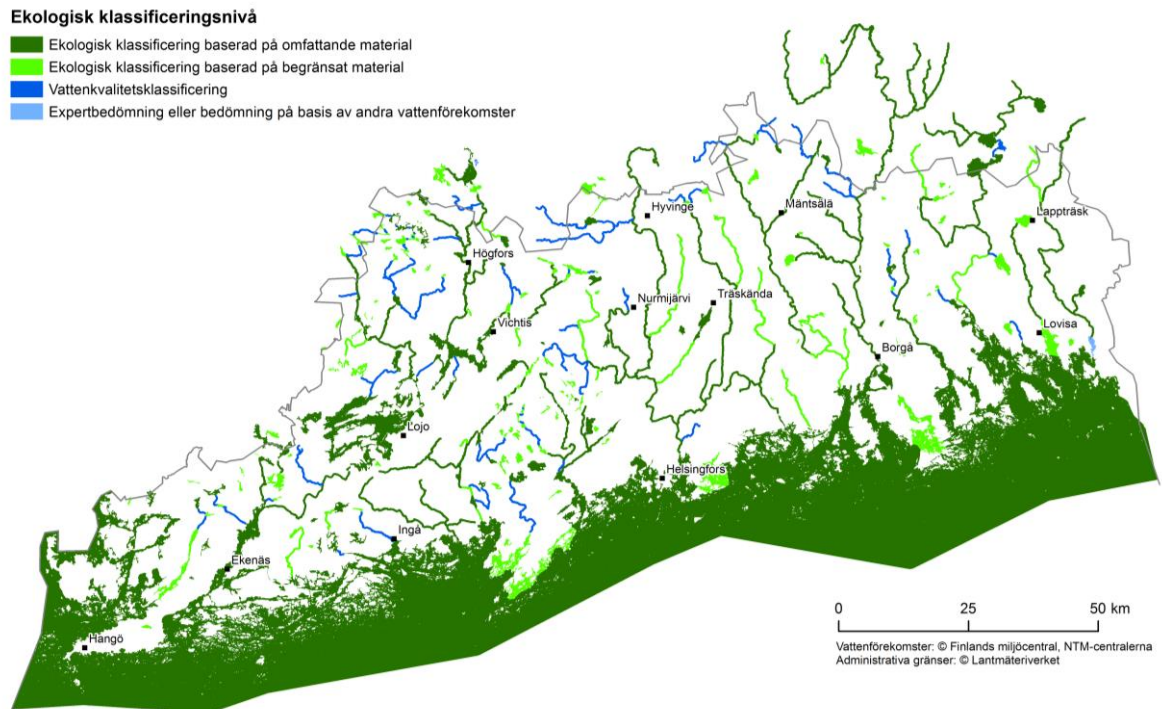 Ekologisk klassificeringsnivå
Ekologisk klassificering baserad på omfattande material
Ekologisk klassificering baserad på begränsat material
Vattenkvalitetsklassificering
Expertbedömning eller bedömning på basis av andra vattenförekomster
Hyvinge
Mäntsälä
Lappträsk
Högfors
Nurmijärvi
Träskända
Vichtis
Lovisa
Borgå
Lojo
Helsingfors
Ingå
Ekenäs
Hangö
0 25 50 km
Vattenförekomster: © Finlands miljöcentral, NTM-centralerna
Administrativa gränser: © Lantmäteriverket